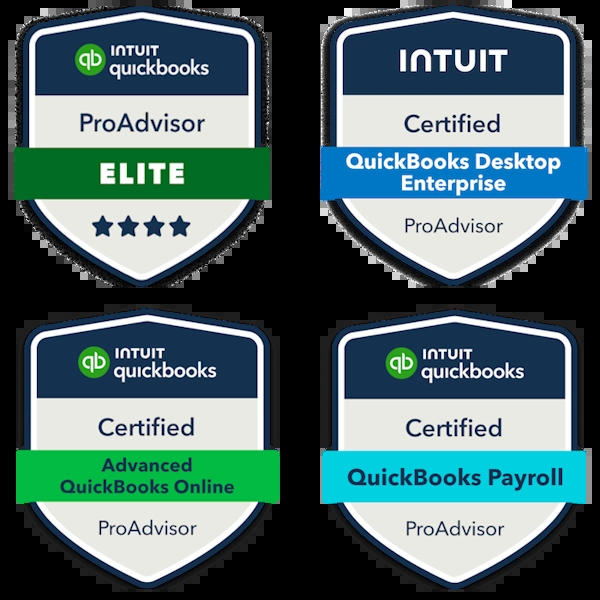 qb INTUIT
quickbooks
ProAdvisor
ELITE
INTUIT
Certified
QuickBooks Desktop
Enterprise
ProAdvisor
qb INTUIT
quickbooks
Certified
Advanced
QuickBooks Online
ProAdvisor
qb INTUIT
quickbooks
Certified
QuickBooks Payroll
ProAdvisor